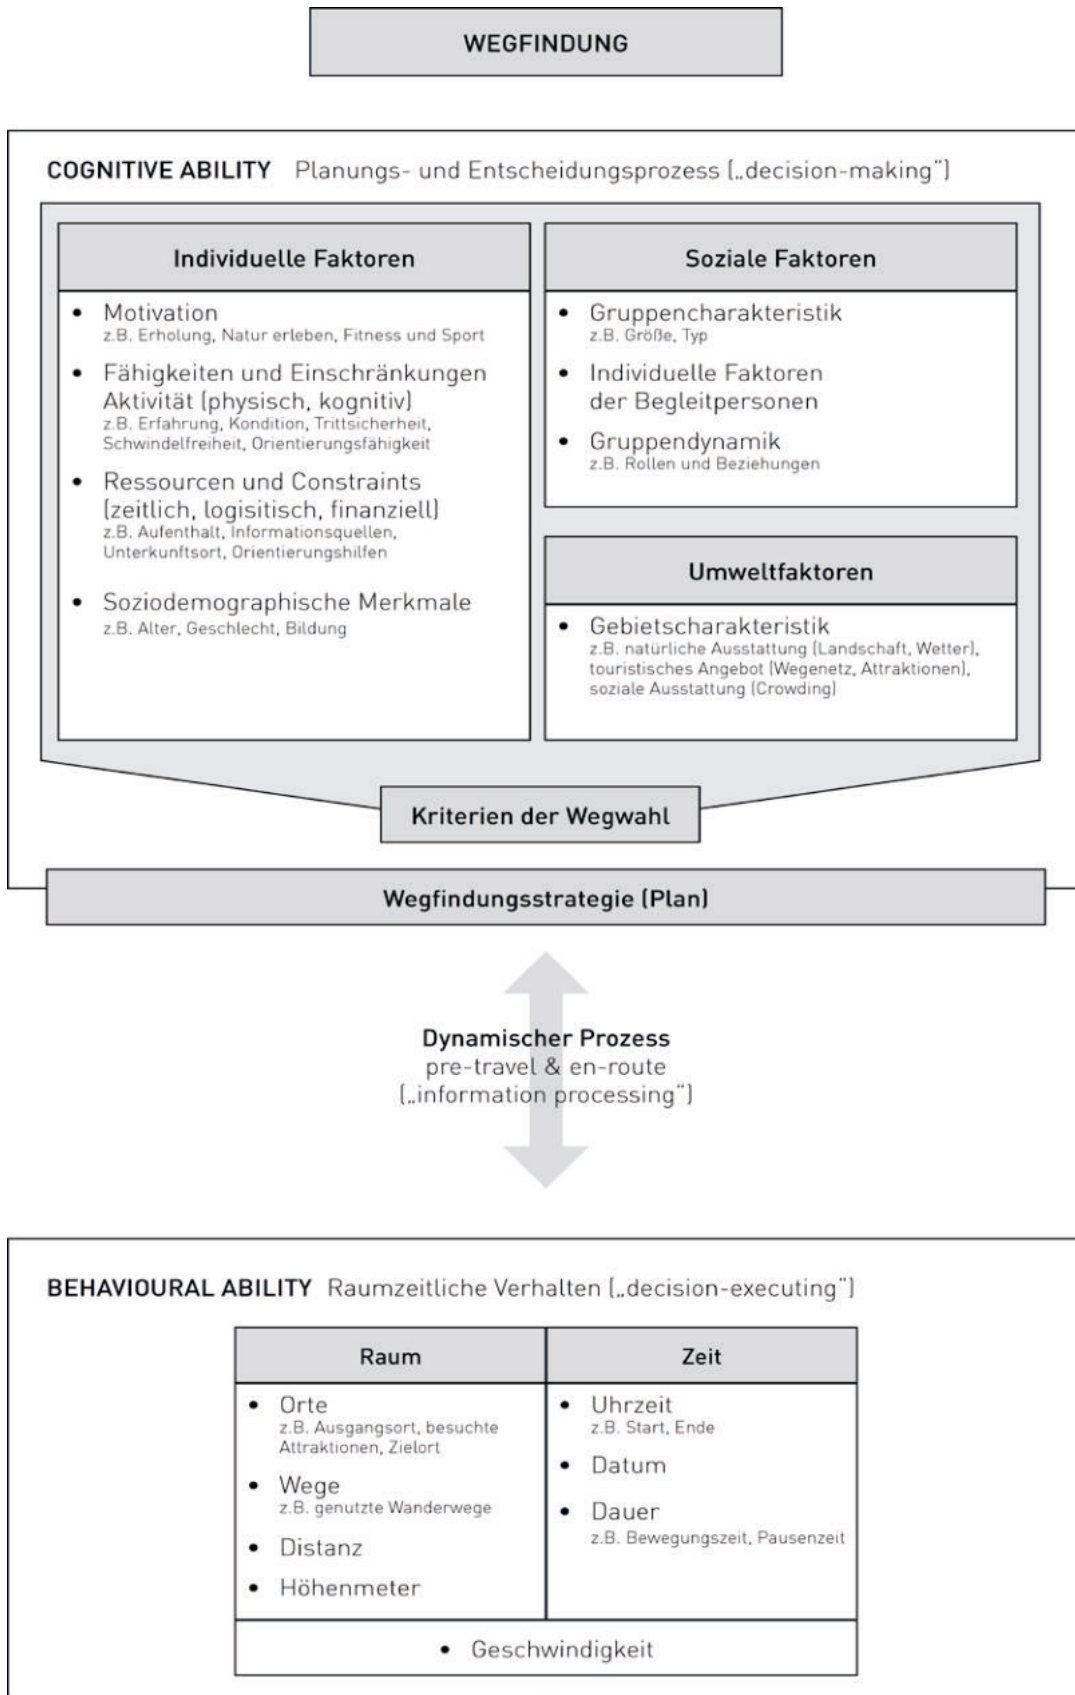 WEGFINDUNG
COGNITIVE ABILITY Planungs- und Entscheidungsprozess („decision-making“)
Individuelle Faktoren
• Motivation
z.B. Erholung, Natur erleben, Fitness und Sport
• Fähigkeiten und Einschränkungen
Aktivität (physisch, kognitiv)
z.B. Erfahrung, Kondition, Trittsicherheit,
Schwindelfreiheit, Orientierungsfähigkeit
• Ressourcen und Constraints
(zeitlich, logisitisch, finanziell)
z.B. Aufenthalt, Informationsquellen,
Unterkunftsort, Orientierungshilfen
• Soziodemographische Merkmale
z.B. Alter, Geschlecht, Bildung
Soziale Faktoren
• Gruppencharakteristik
z.B. Größe, Typ
• Individuelle Faktoren
der Begleitpersonen
• Gruppendynamik
z.B. Rollen und Beziehungen
Umweltfaktoren
• Gebietscharakteristik
z.B. natürliche Ausstattung (Landschaft, Wetter),
touristisches Angebot (Wegenetz, Attraktionen),
soziale Ausstattung (Crowding)
Kriterien der Wegwahl
Wegfindungsstrategie (Plan)
Dynamischer Prozess
pre-travel & en-route
(„information processing“)
BEHAVIOURAL ABILITY Raumzeitliche Verhalten („decision-executing“)
Raum
• Orte
z.B. Ausgangsort, besuchte
Attraktionen, Zielort
• Wege
z.B. genutzte Wanderwege
• Distanz
• Höhenmeter
Zeit
• Uhrzeit
z.B. Start, Ende
• Datum
• Dauer
z.B. Bewegungszeit, Pausenzeit
• Geschwindigkeit